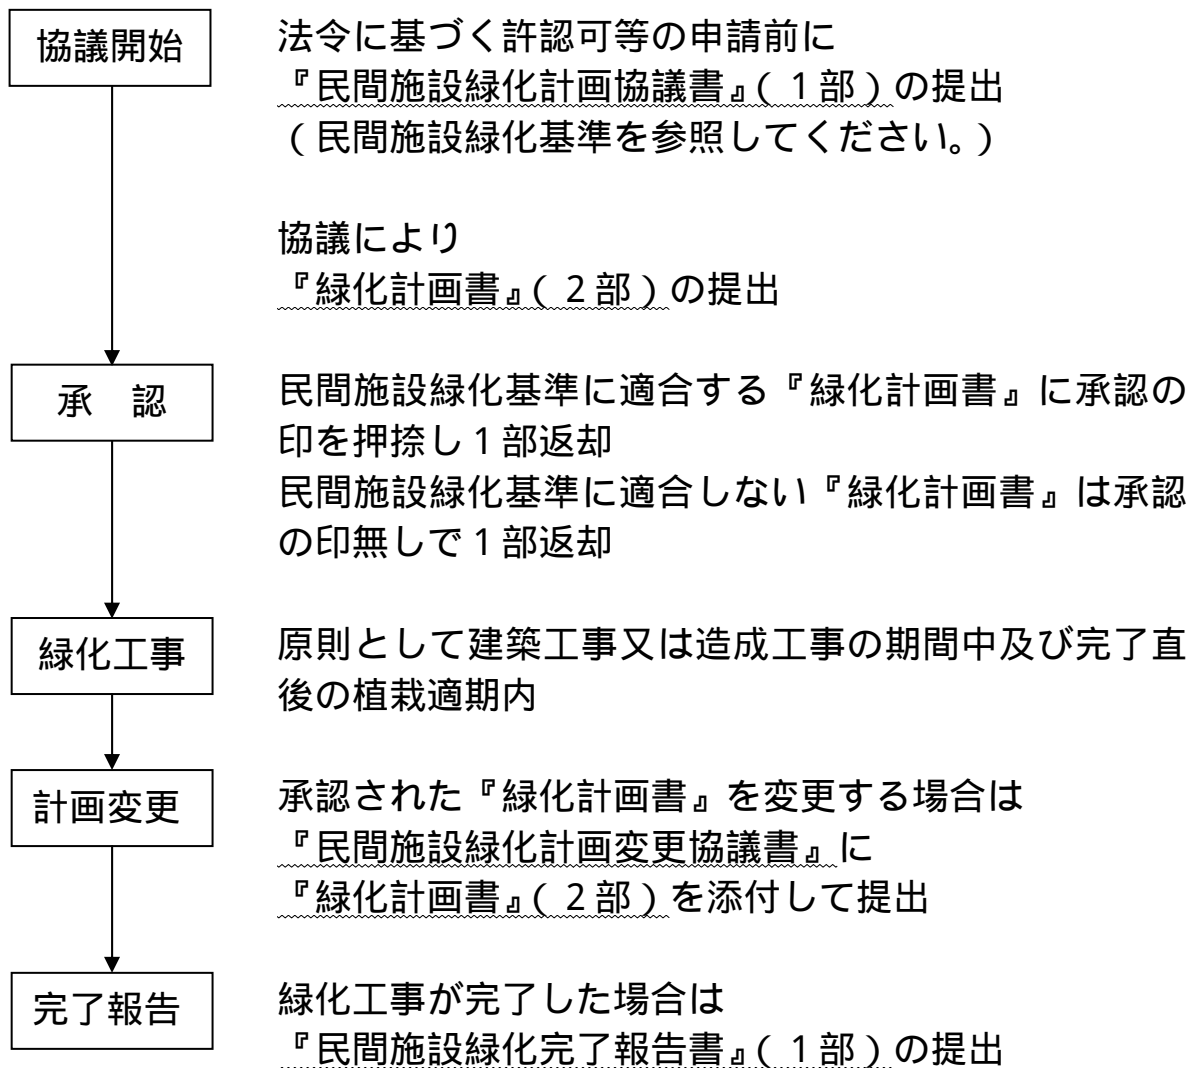 協議開始
法令に基づく許認可等の申請前に
『民間施設緑化計画協議書』(１部)の提出
(民間施設緑化基準を参照してください。)
協議により
『緑化計画書』(２部)の提出
承　認
民間施設緑化基準に適合する『緑化計画書』に承認の
印を押捺し１部返却
民間施設緑化基準に適合しない『緑化計画書』は承認
の印無しで１部返却
緑化工事
原則として建築工事又は造成工事の期間中及び完了直
後の植栽適期内
計画変更
承認された『緑化計画書』を変更する場合は
『民間施設緑化計画変更協議書』に
『緑化計画書』(２部)を添付して提出
完了報告
緑化工事が完了した場合は
『民間施設緑化完了報告書』(１部)の提出